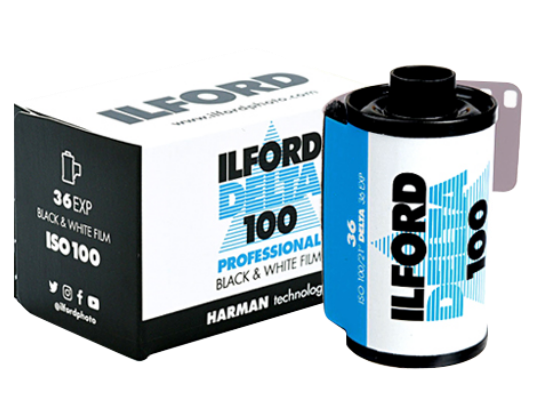 ILFORD
www.ilfordphoto.com
ILFORD
DELTA
100
PROFESSIONAL
BLACK & WHITE FILM
HARMAN technolog
36 EXP
BLACK & WHITE FILM
ISO 100
@ilfordphoto
36
ISO 100/21° DELTA 36 EXP
ILFORD
DELTA
100